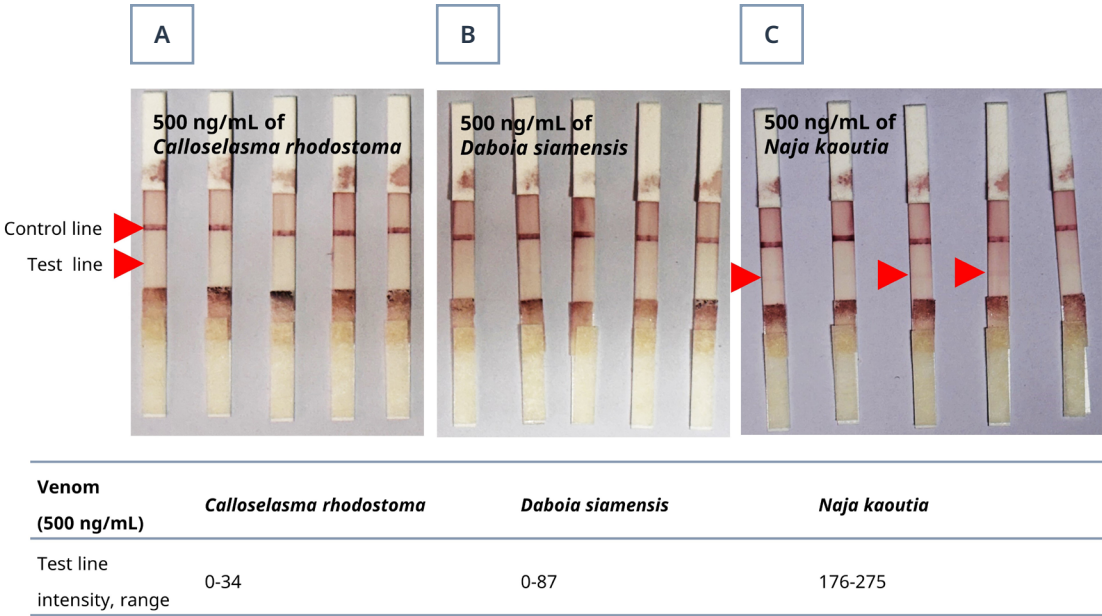 A
B
C
500 ng/mL of
Calloselasma rhodostoma
500 ng/mL of
Daboia siamensis
500 ng/mL of
Naja kaoutia
Control line
Test line
Venom
(500 ng/mL)
Calloselasma rhodostoma
Daboia siamensis
Naja kaoutia
Test line
intensity, range
0-34
0-87
176-275